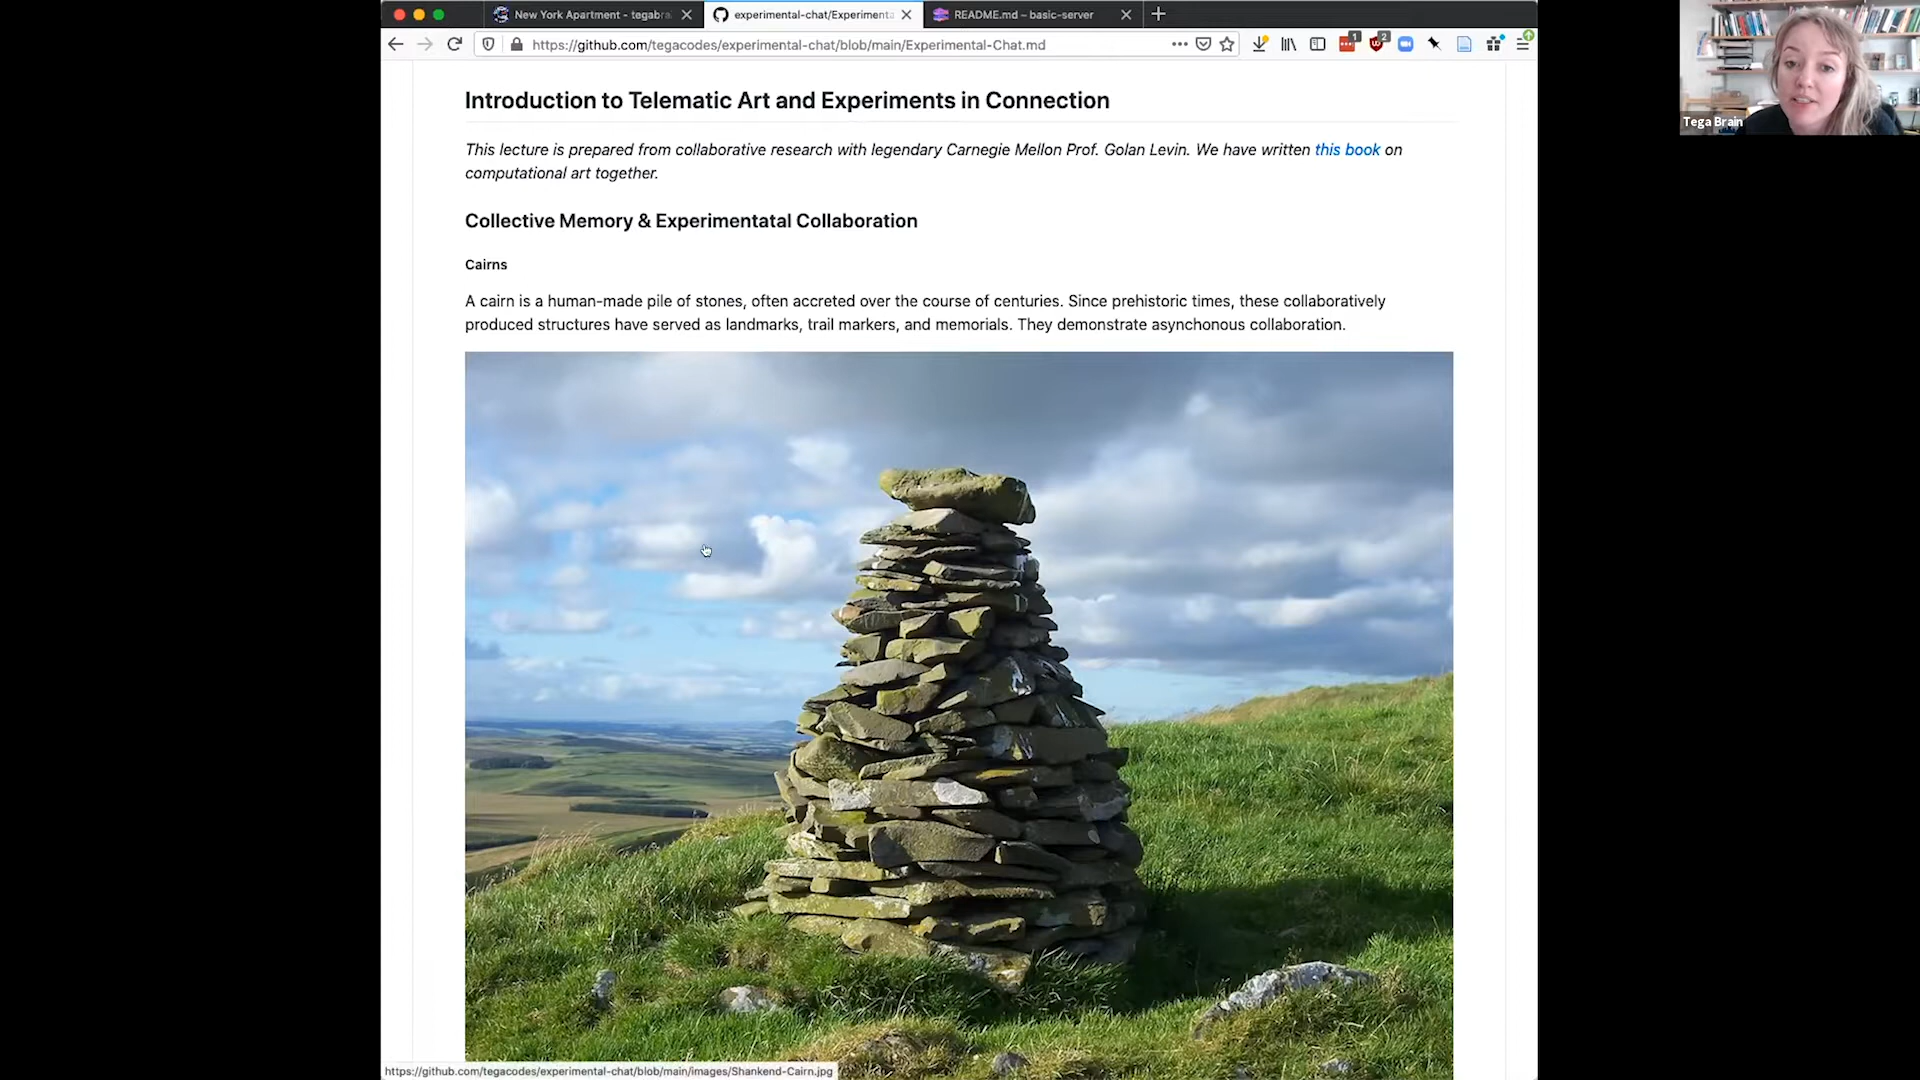 New York Apartment - tegabra
experimental-chat/Experimenta
README.md – basic-server
https://github.com/tegacodes/experimental-chat/blob/main/Experimental-Chat.md
1
2
Tega Brain
Introduction to Telematic Art and Experiments in Connection
This lecture is prepared from collaborative research with legendary Carnegie Mellon Prof. Golan Levin. We have written this book on
computational art together.
Collective Memory & Experimentatal Collaboration
Cairns
A cairn is a human-made pile of stones, often accreted over the course of centuries. Since prehistoric times, these collaboratively
produced structures have served as landmarks, trail markers, and memorials. They demonstrate asynchonous collaboration.
https://github.com/tegacodes/experimental-chat/blob/main/images/Shankend-Cairn.jpg